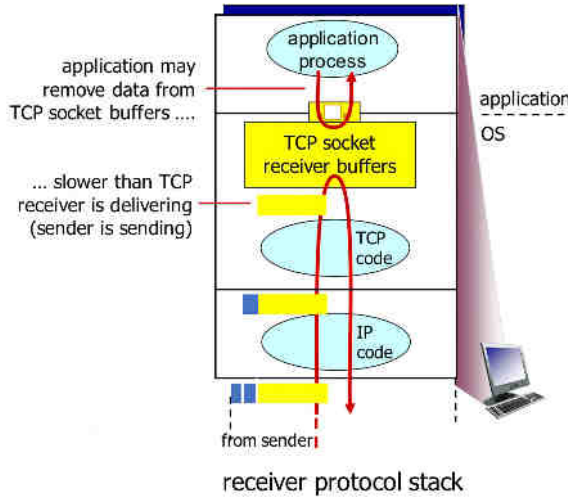 application
process
application may
remove data from
TCP socket buffers ....
application
OS
TCP socket
receiver buffers
... slower than TCP
receiver is delivering
(sender is sending)
TCP
code
IP
code
from sender
receiver protocol stack